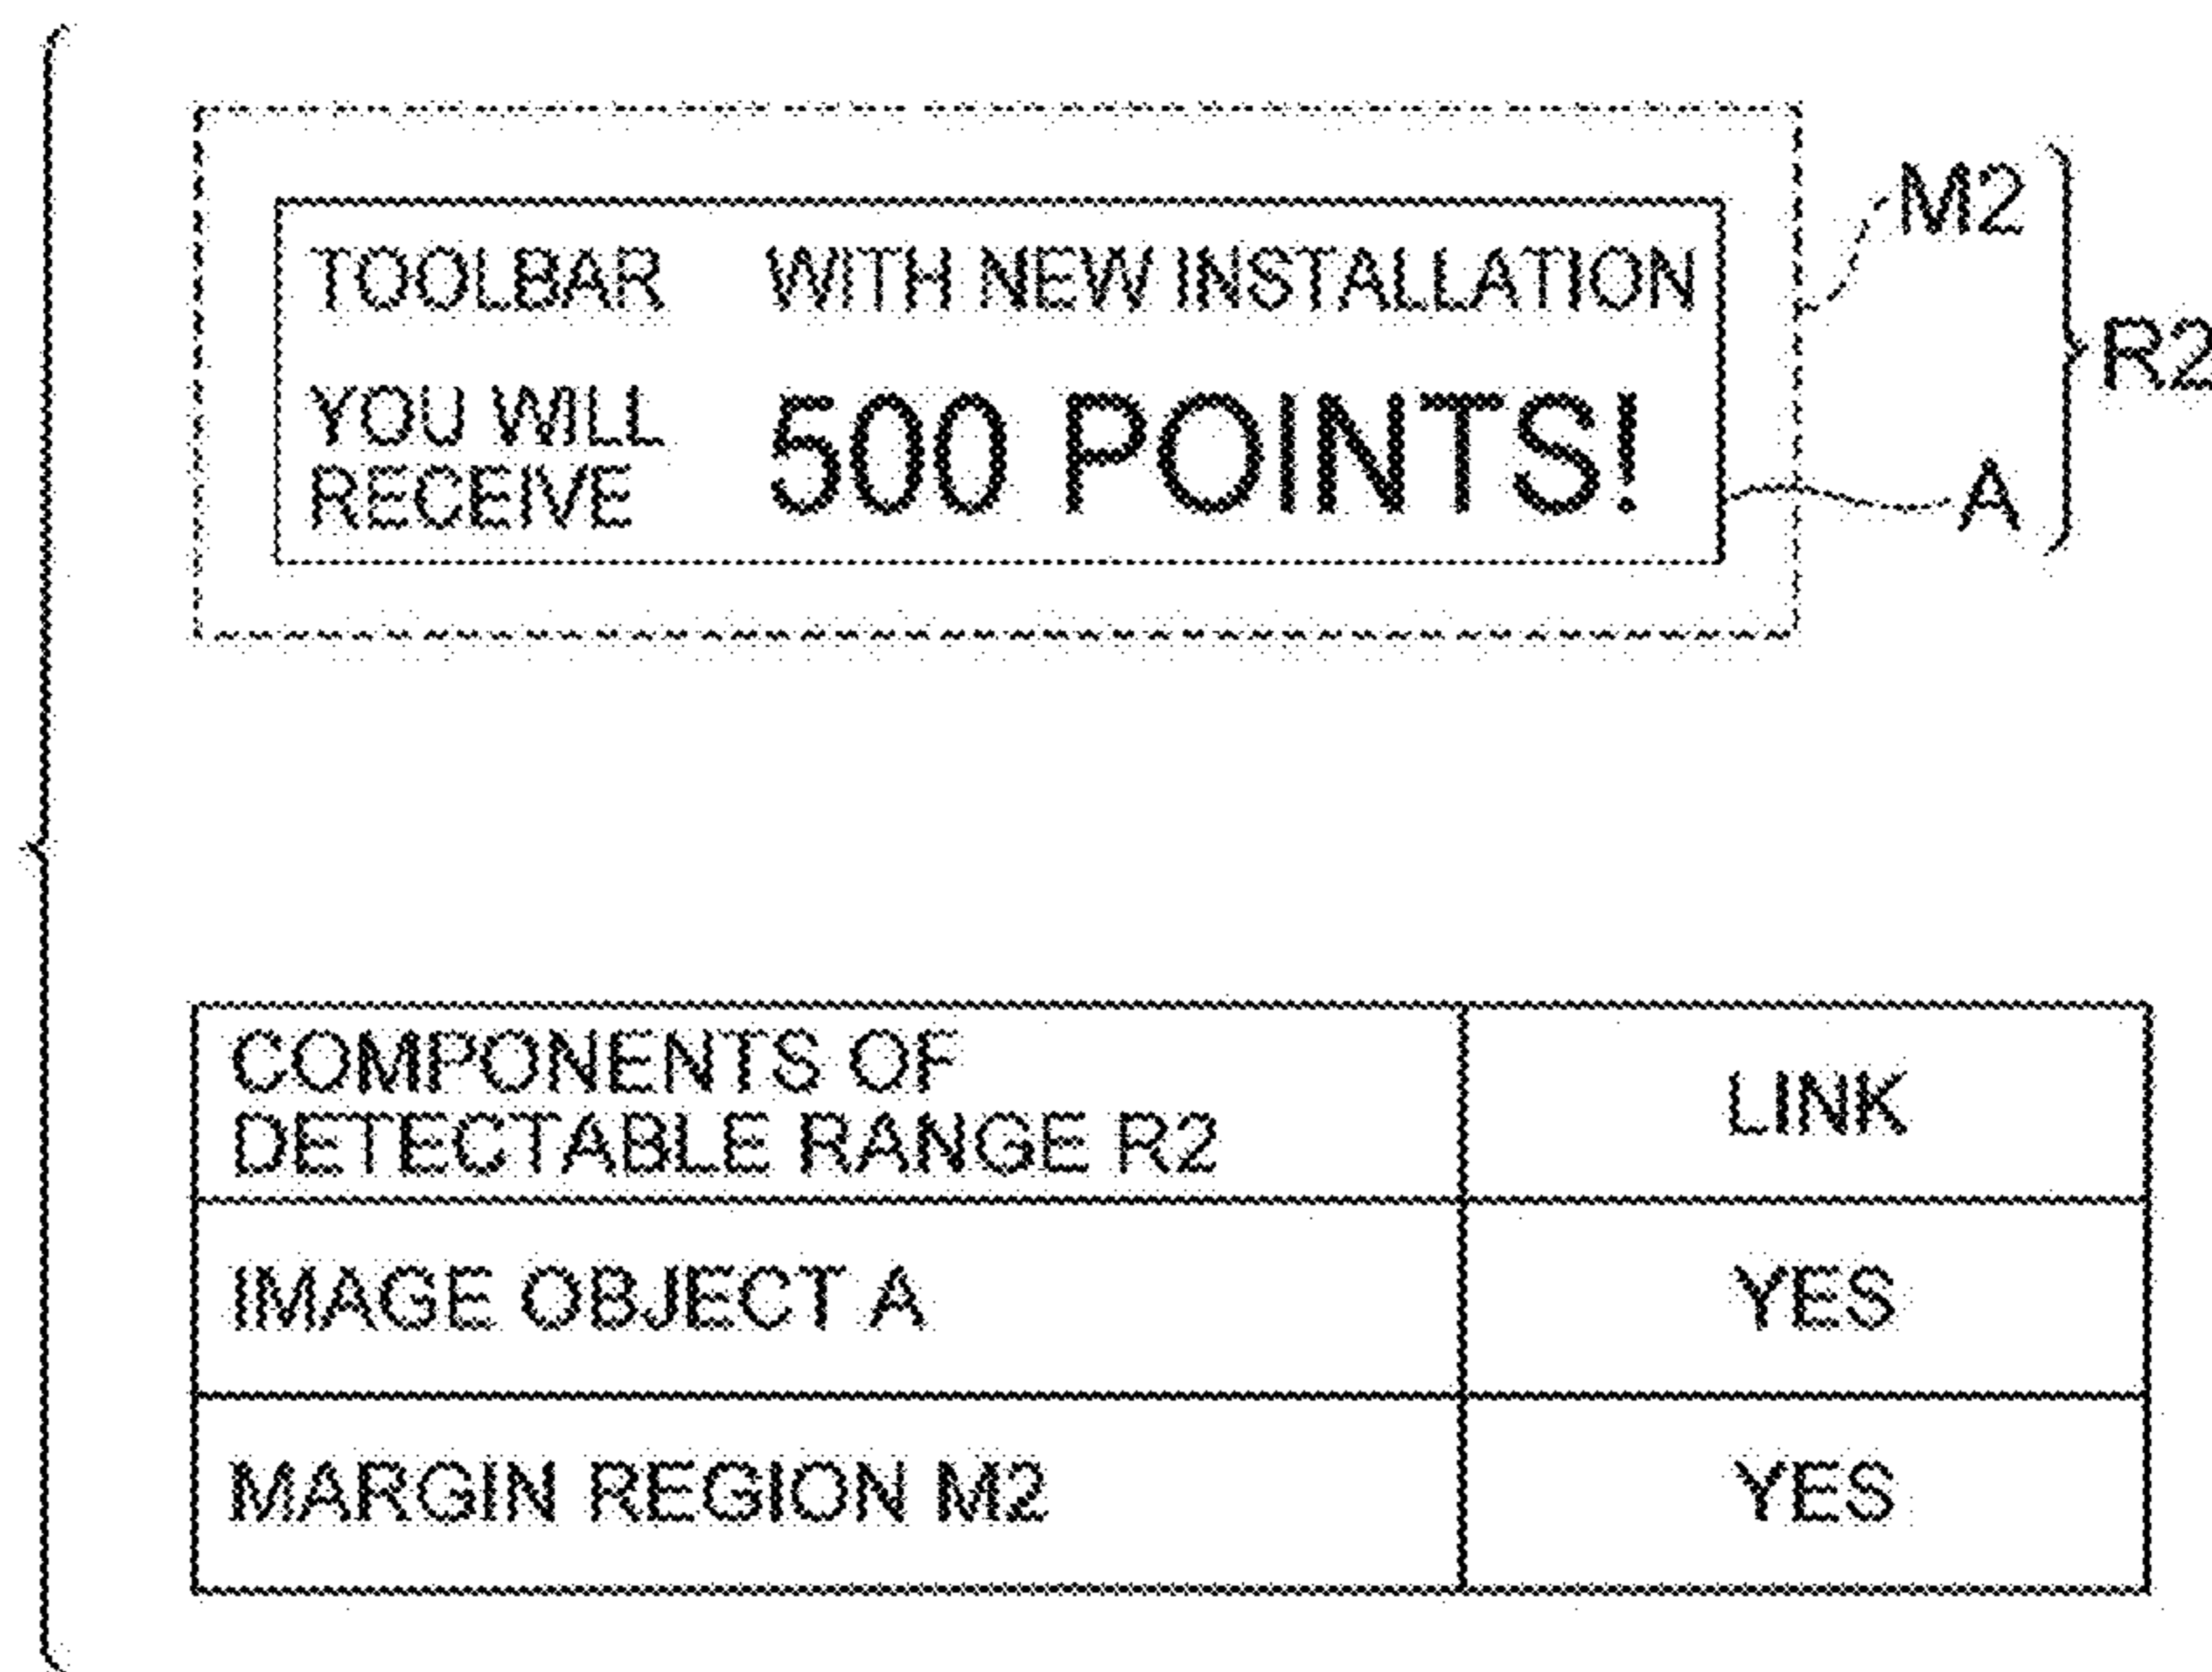 TOOLBAR WITH NEW INSTALLATION
YOU WILL
RECEIVE
500 POINTS!
M2
A
R2
COMPONENTS OF
DETECTABLE RANGE R2
LINK
IMAGE OBJECT A
YES
MARGIN REGION M2
YES